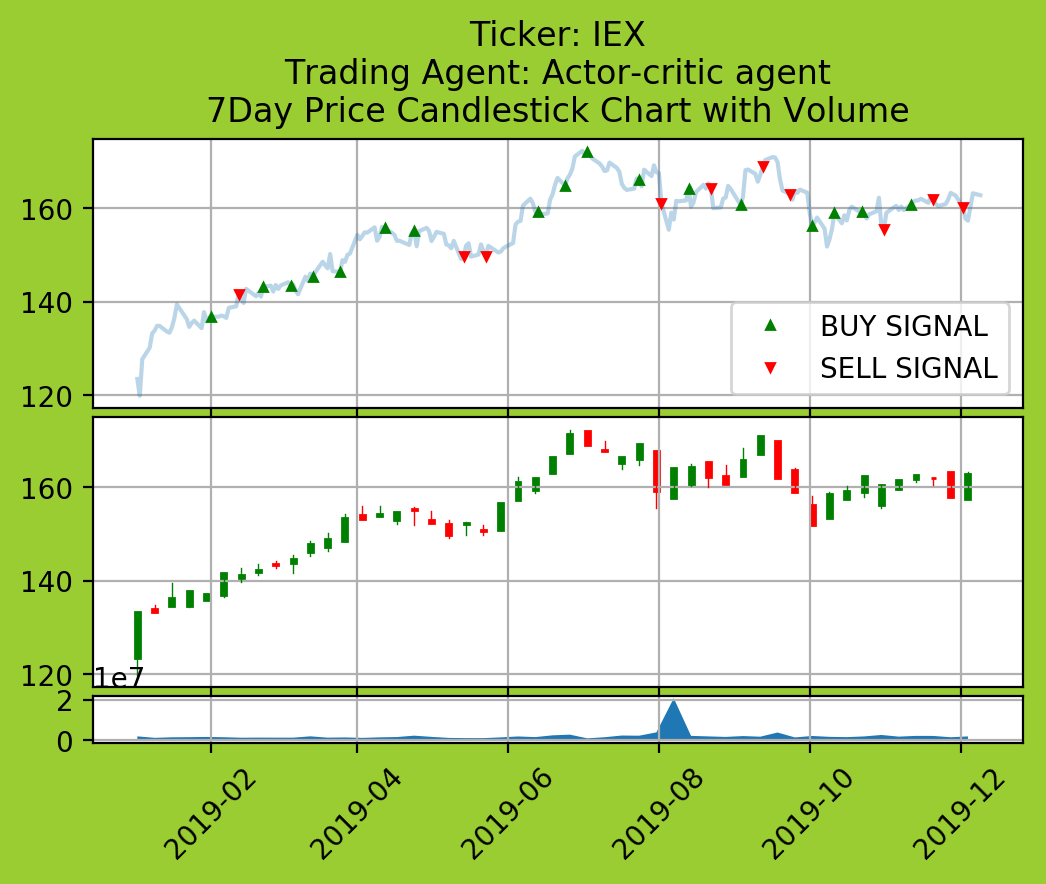 Ticker: IEX
Trading Agent: Actor-critic agent
7Day Price Candlestick Chart with Volume
160
140
120
BUY SIGNAL
SELL SIGNAL
160
140
120
1e7
2
0
2019-02
2019-04
2019-06
2019-08
2019-10
2019-12